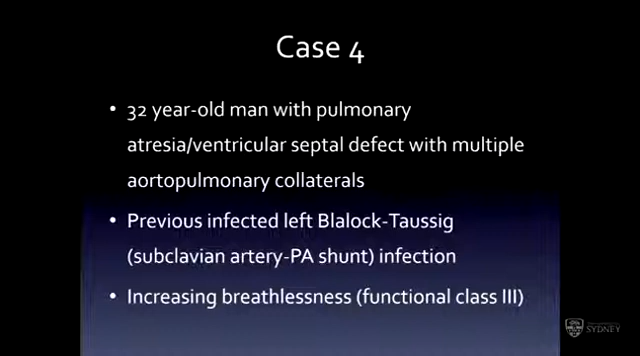 Case 4
• 32 year-old man with pulmonary
atresia/ventricular septal defect with multiple
aortopulmonary collaterals
• Previous infected left Blalock-Taussig
(subclavian artery-PA shunt) infection
• Increasing breathlessness (functional class III)
SYDNEY